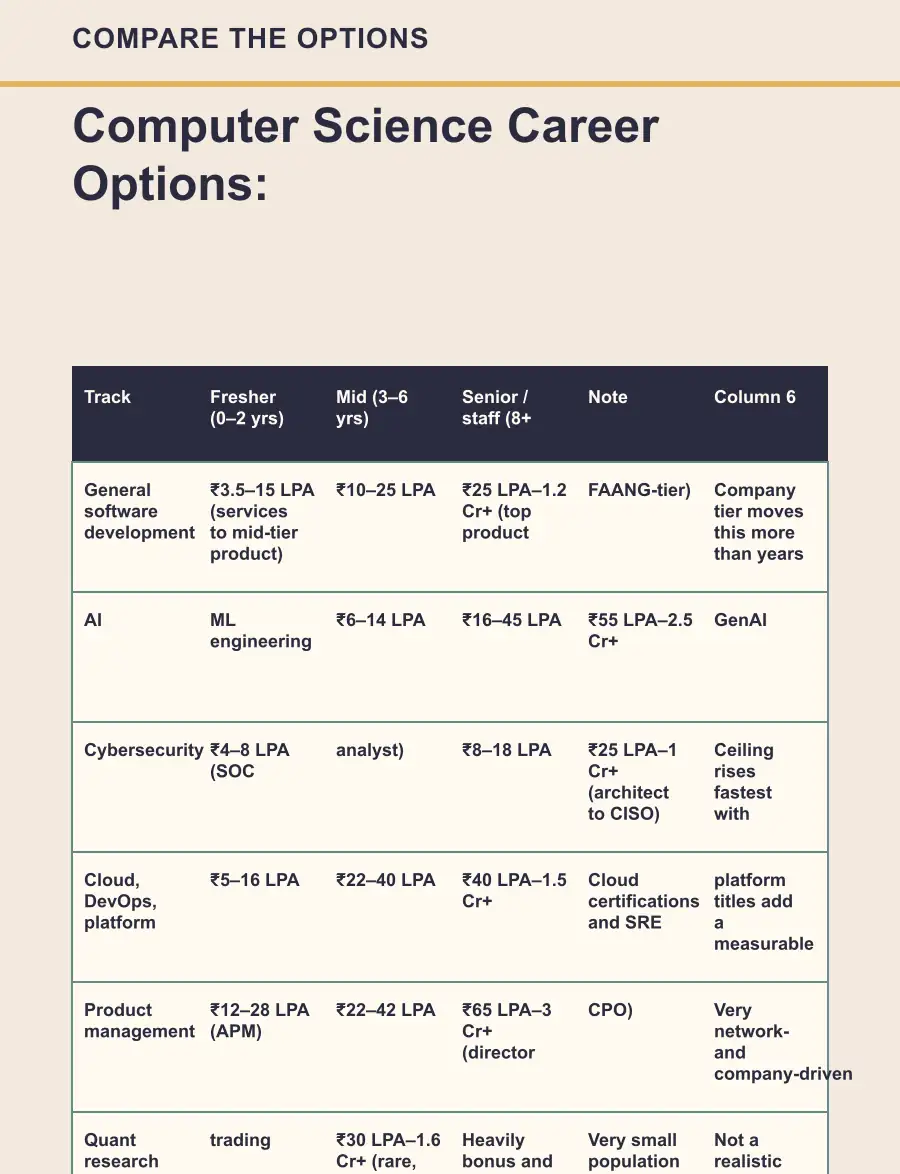 COMPARE THE OPTIONS
Computer Science Career
Options:
Track
Fresher
(0–2 yrs)
Mid (3–6
yrs)
Senior /
staff (8+
Note
Column 6
General
software
development
₹3.5–15 LPA
(services
to mid-tier
product)
₹10–25 LPA
₹25 LPA–1.2
Cr+ (top
product
FAANG-tier)
Company
tier moves
this more
than years
AI
ML
engineering
₹6–14 LPA
₹16–45 LPA
₹55 LPA–2.5
Cr+
GenAI
Cybersecurity
₹4–8 LPA
(SOC
analyst)
₹8–18 LPA
₹25 LPA–1
Cr+
(architect
to CISO)
Ceiling
rises
fastest
with
Cloud,
DevOps,
platform
₹5–16 LPA
₹22–40 LPA
₹40 LPA–1.5
Cr+
Cloud
certifications
and SRE
platform
titles add
a
measurable
Product
management
₹12–28 LPA
(APM)
₹22–42 LPA
₹65 LPA–3
Cr+
(director
CPO)
Very
network-
and
company-driven
Quant
research
trading
₹30 LPA–1.6
Cr+ (rare,
Heavily
bonus and
Very small
population
Not a
realistic